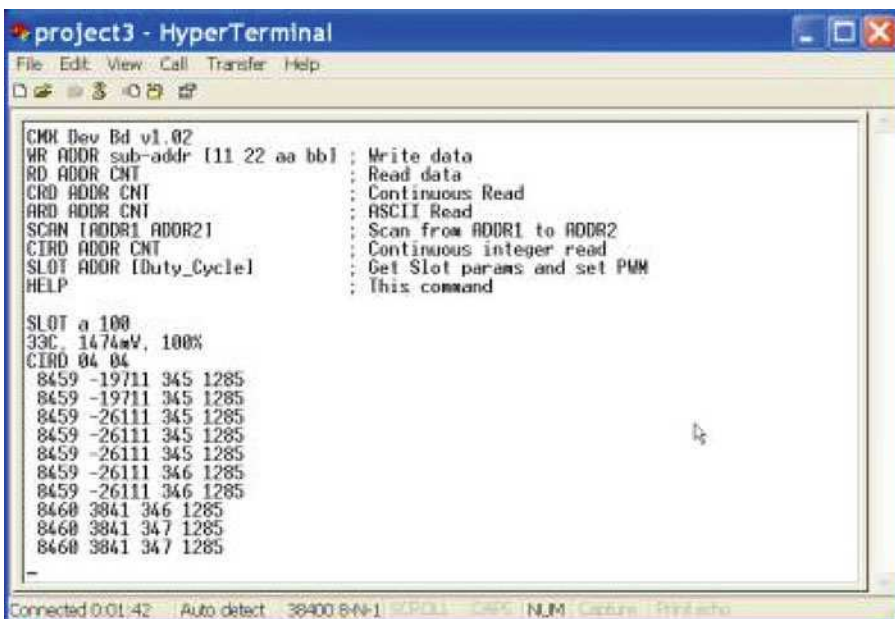 project3 - HyperTerminal
File Edit View Call Transfer Help
CMX Dev Bd v1.02
WR ADDR sub-addr [11 22 aa bb] ; Write data
RD ADDR CNT ; Read data
CRD ADDR CNT ; Continuous Read
ARD ADDR CNT ; ASCII Read
SCAN [ADDR1 ADDR2] ; Scan from ADDR1 to ADDR2
CIRD ADDR CNT ; Continuous integer read
SLOT ADDR [Duty_Cycle] ; Get Slot params and set PWM
HELP ; This command
SLOT a 100
33C, 1474mV, 100%
CIRD 04 04
8459 -19711 345 1285
8459 -19711 345 1285
8459 -26111 345 1285
8459 -26111 345 1285
8459 -26111 345 1285
8459 -26111 346 1285
8459 -26111 346 1285
8460 3841 346 1285
8460 3841 347 1285
8460 3841 347 1285
_
Connected 0:01:42 Auto detect 38400 8-N-1 SCROLL CAPS NUM Capture Print echo